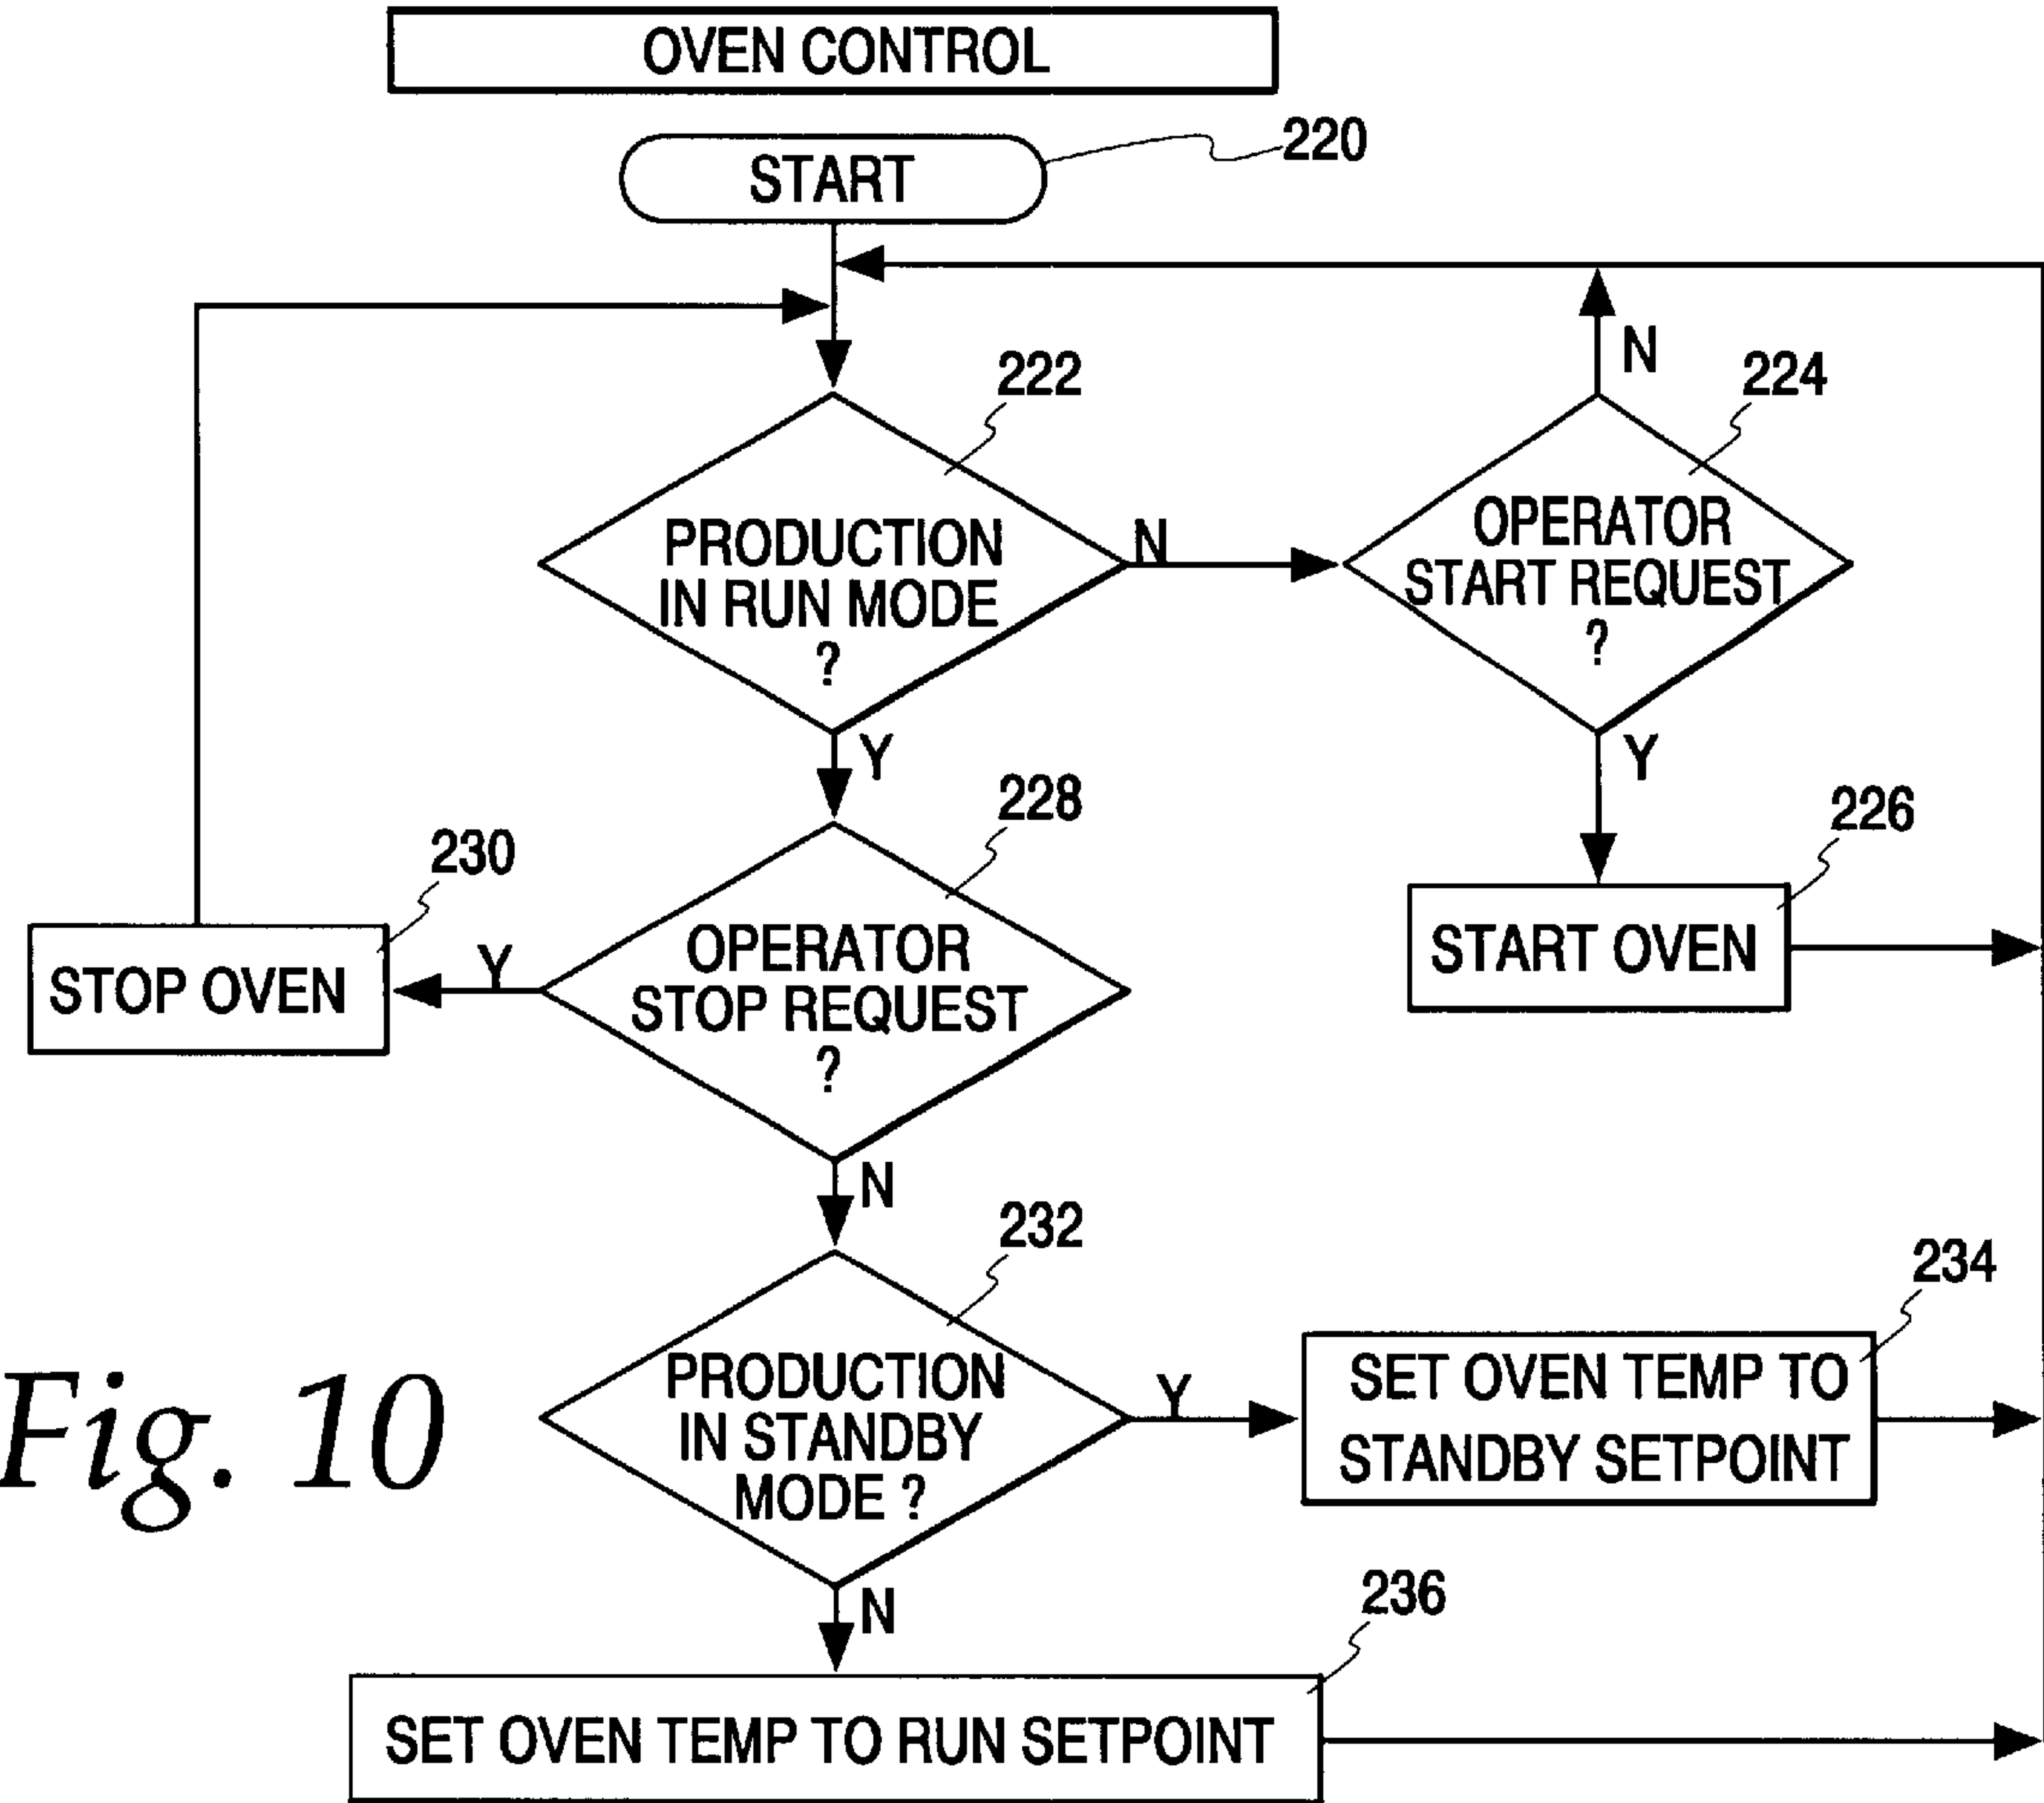 OVEN CONTROL
START
220
N
222
224
PRODUCTION
IN RUN MODE
?
N
OPERATOR
START REQUEST
?
Y
Y
228
226
230
STOP OVEN
Y
OPERATOR
STOP REQUEST
?
START OVEN
N
232
234
PRODUCTION
IN STANDBY
MODE ?
Y
SET OVEN TEMP TO
STANDBY SETPOINT
Fig. 10
N
236
SET OVEN TEMP TO RUN SETPOINT